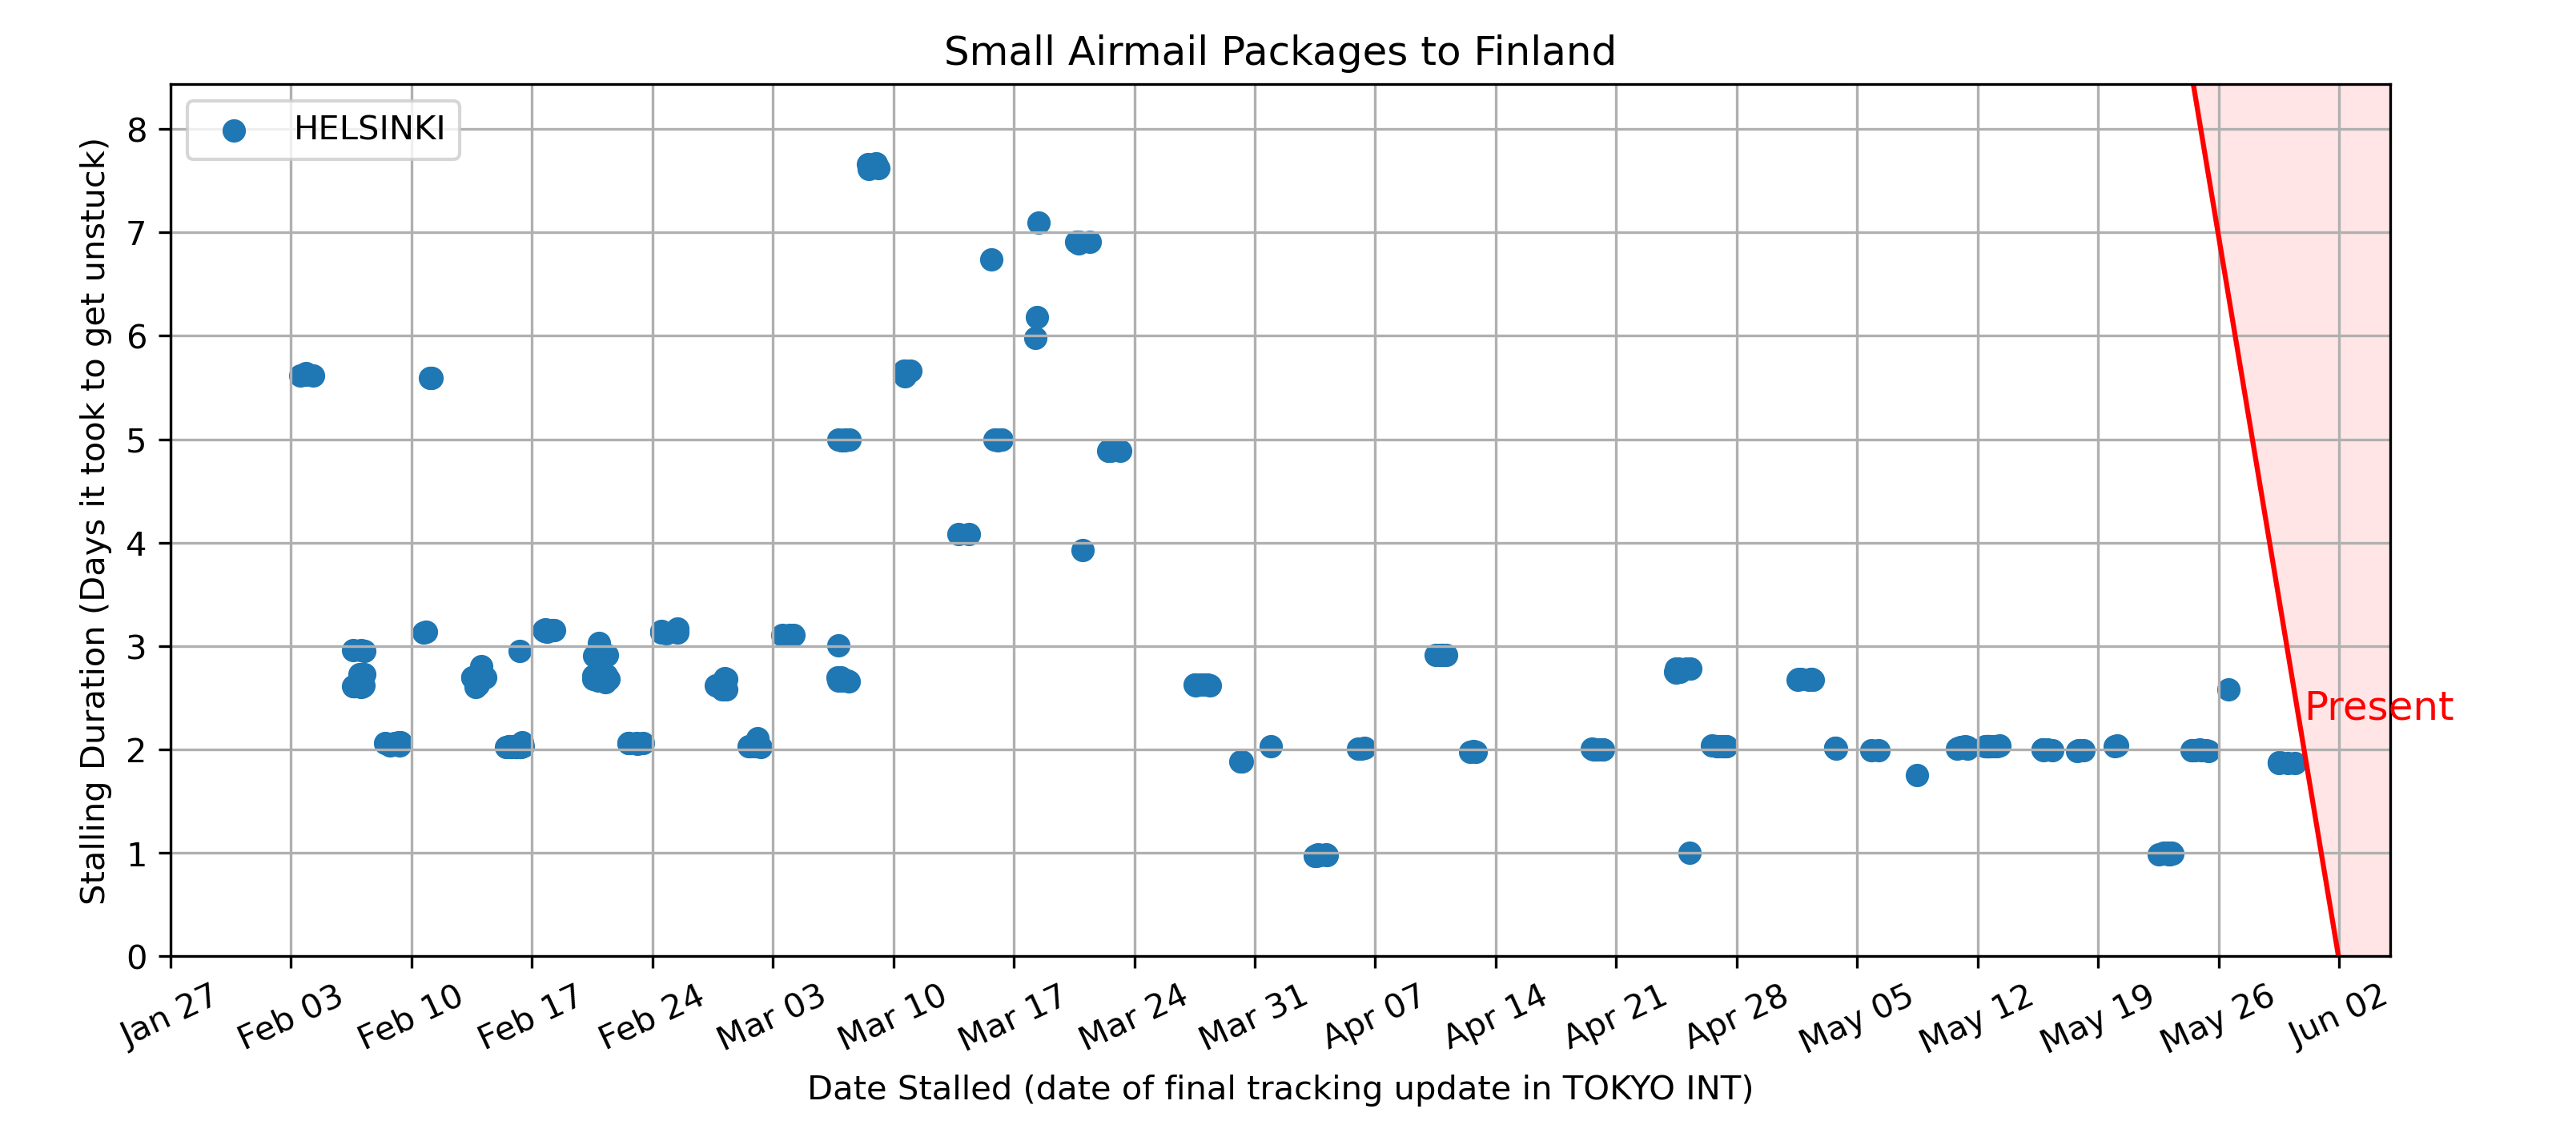 Small Airmail Packages to Finland
HELSINKI
Stalling Duration (Days it took to get unstuck)
8
7
6
5
4
3
2
1
0
Present
Jan 27
Feb 03
Feb 10
Feb 17
Feb 24
Mar 03
Mar 10
Mar 17
Mar 24
Mar 31
Apr 07
Apr 14
Apr 21
Apr 28
May 05
May 12
May 19
May 26
Jun 02
Date Stalled (date of final tracking update in TOKYO INT)